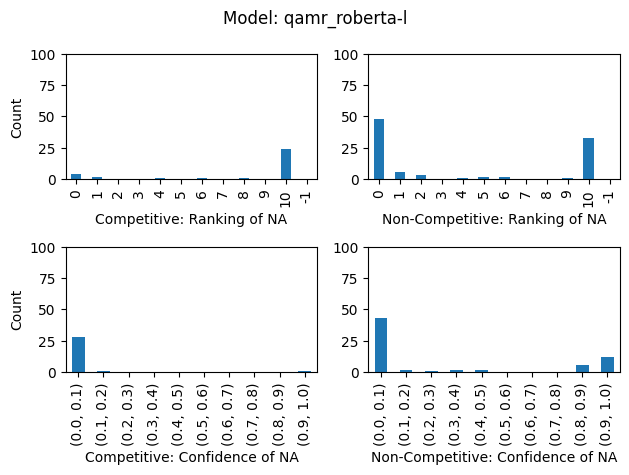 Model: qamr_roberta-l
100
75
50
25
0
Count
0 1 2 3 4 5 6 7 8 9 10 -1
Competitive: Ranking of NA
100
75
50
25
0
0 1 2 3 4 5 6 7 8 9 10 -1
Non-Competitive: Ranking of NA
100
75
50
25
0
Count
(0.0, 0.1) (0.1, 0.2) (0.2, 0.3) (0.3, 0.4) (0.4, 0.5) (0.5, 0.6) (0.6, 0.7) (0.7, 0.8) (0.8, 0.9) (0.9, 1.0)
Competitive: Confidence of NA
100
75
50
25
0
(0.0, 0.1) (0.1, 0.2) (0.2, 0.3) (0.3, 0.4) (0.4, 0.5) (0.5, 0.6) (0.6, 0.7) (0.7, 0.8) (0.8, 0.9) (0.9, 1.0)
Non-Competitive: Confidence of NA